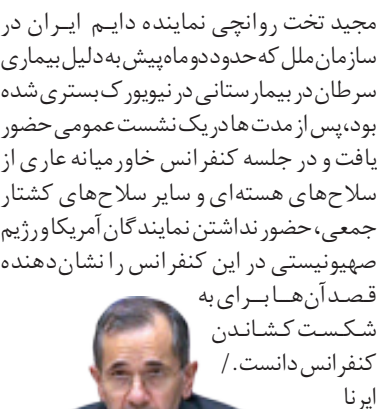 مجید تخت روانچی نماینده دایم ایران در
سازمان ملل که حدود دو ماه پیش به دلیل بیماری
سرطان در بیمارستانی در نیویورک بستری شده
بود، پس از مدت ها در یک نشست عمومی حضور
یافت و در جلسه کنفرانس خاورمیانه عاری از
سلاح‌های هسته‌ای و سایر سلاح‌های کشتار
جمعی، حضور نداشتن نمایندگان آمریکا و رژیم
صهیونیستی در این کنفرانس را نشان‌دهنده
قصد آن‌ها برای به
شکست کشاندن
کنفرانس دانست. /
ایرنا